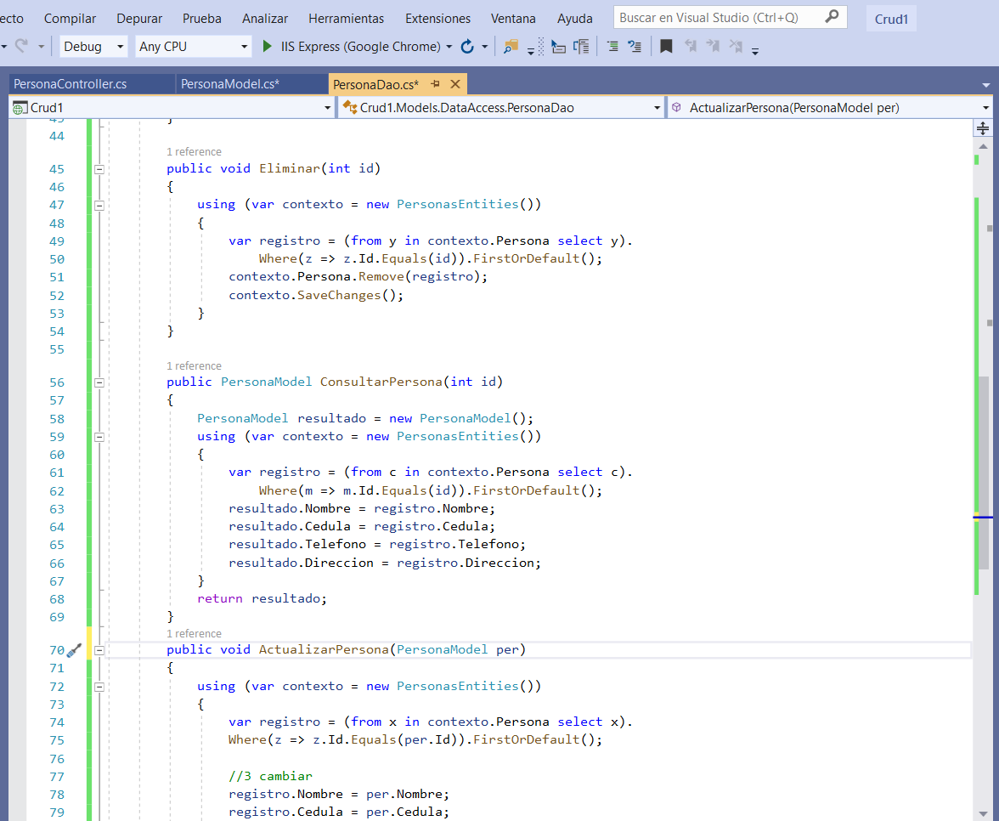 ecto Compilar Depurar Prueba Analizar Herramientas Extensiones Ventana Ayuda Buscar en Visual Studio (Ctrl+Q) Crud1
Debug Any CPU IIS Express (Google Chrome)
PersonaController.cs PersonaModel.cs* PersonaDao.cs*
Crud1 Crud1.Models.DataAccess.PersonaDao ActualizarPersona(PersonaModel per)
43 }
44
1 reference
45 public void Eliminar(int id)
46 {
47 using (var contexto = new PersonasEntities())
48 {
49 var registro = (from y in contexto.Persona select y).
50 Where(z => z.Id.Equals(id)).FirstOrDefault();
51 contexto.Persona.Remove(registro);
52 contexto.SaveChanges();
53 }
54 }
55
1 reference
56 public PersonaModel ConsultarPersona(int id)
57 {
58 PersonaModel resultado = new PersonaModel();
59 using (var contexto = new PersonasEntities())
60 {
61 var registro = (from c in contexto.Persona select c).
62 Where(m => m.Id.Equals(id)).FirstOrDefault();
63 resultado.Nombre = registro.Nombre;
64 resultado.Cedula = registro.Cedula;
65 resultado.Telefono = registro.Telefono;
66 resultado.Direccion = registro.Direccion;
67 }
68 return resultado;
69 }
1 reference
70 public void ActualizarPersona(PersonaModel per)
71 {
72 using (var contexto = new PersonasEntities())
73 {
74 var registro = (from x in contexto.Persona select x).
75 Where(z => z.Id.Equals(per.Id)).FirstOrDefault();
76
77 //3 cambiar
78 registro.Nombre = per.Nombre;
79 registro.Cedula = per.Cedula;